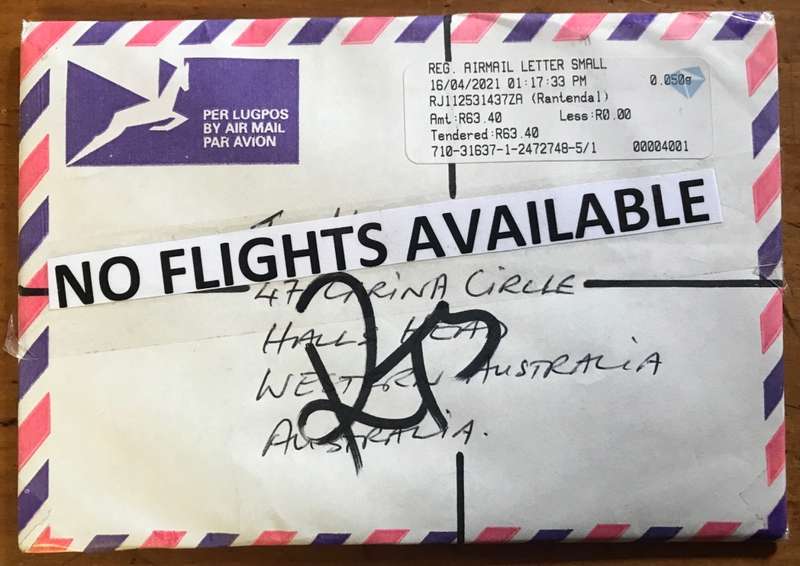 PER LUGPOS
BY AIR MAIL
PAR AVION
REG. AIRMAIL LETTER SMALL
16/04/2021 01:17:33 PM 0.050g
RJ112531437ZA (Rantendal)
Amt:R63.40 Less:R0.00
Tendered:R63.40
710-31637-1-2472748-5/1 00004001
NO FLIGHTS AVAILABLE
47 CARINA CIRCLE
HALLS HEAD
WESTERN AUSTRALIA
AUSTRALIA.